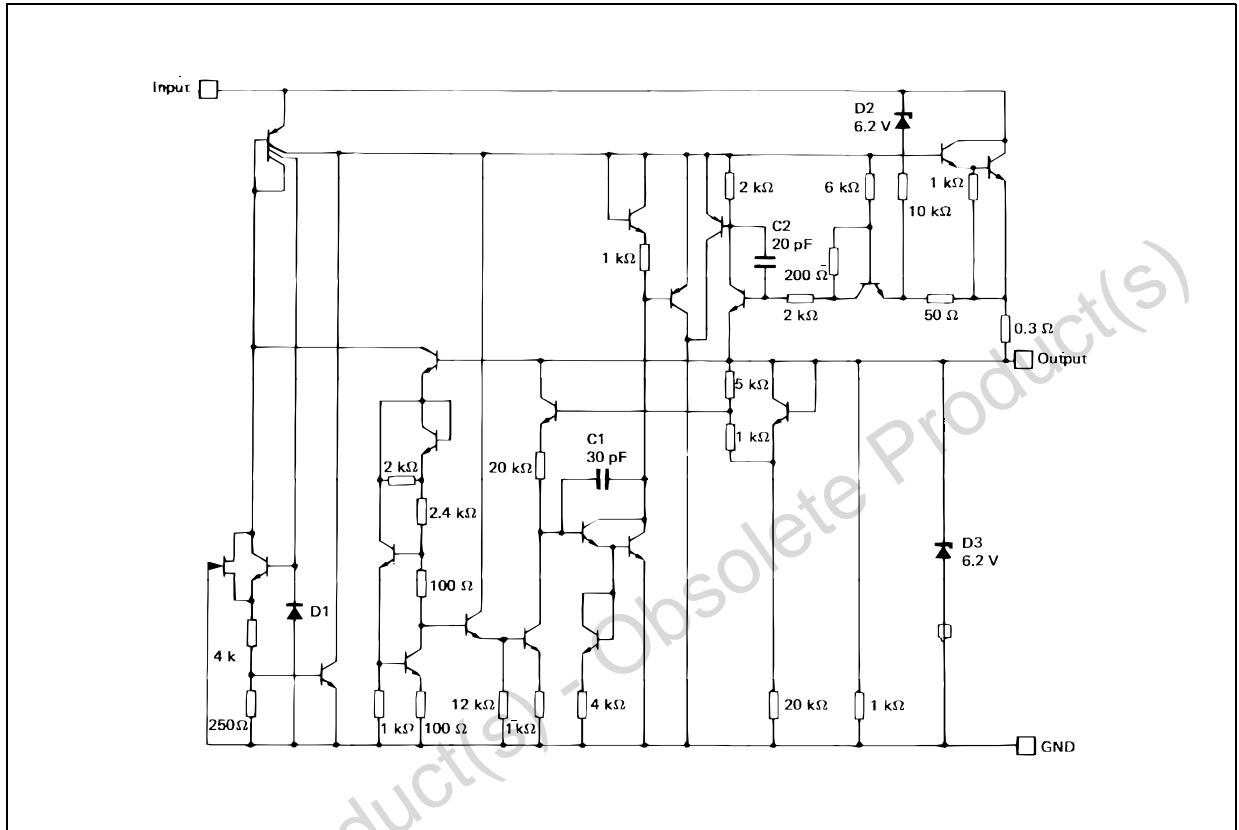 Input
D2
6.2 V
2 kΩ
6 kΩ
1 kΩ
10 kΩ
C2
20 pF
1 kΩ
200 Ω
2 kΩ
50 Ω
0.3 Ω
Output
5 kΩ
1 kΩ
C1
30 pF
2 kΩ
20 kΩ
2.4 kΩ
D3
6.2 V
100 Ω
D1
4 k
250Ω
1 kΩ
100 Ω
12 kΩ
1 kΩ
4 kΩ
20 kΩ
1 kΩ
GND
duct(s) - Obsolete Product(s)